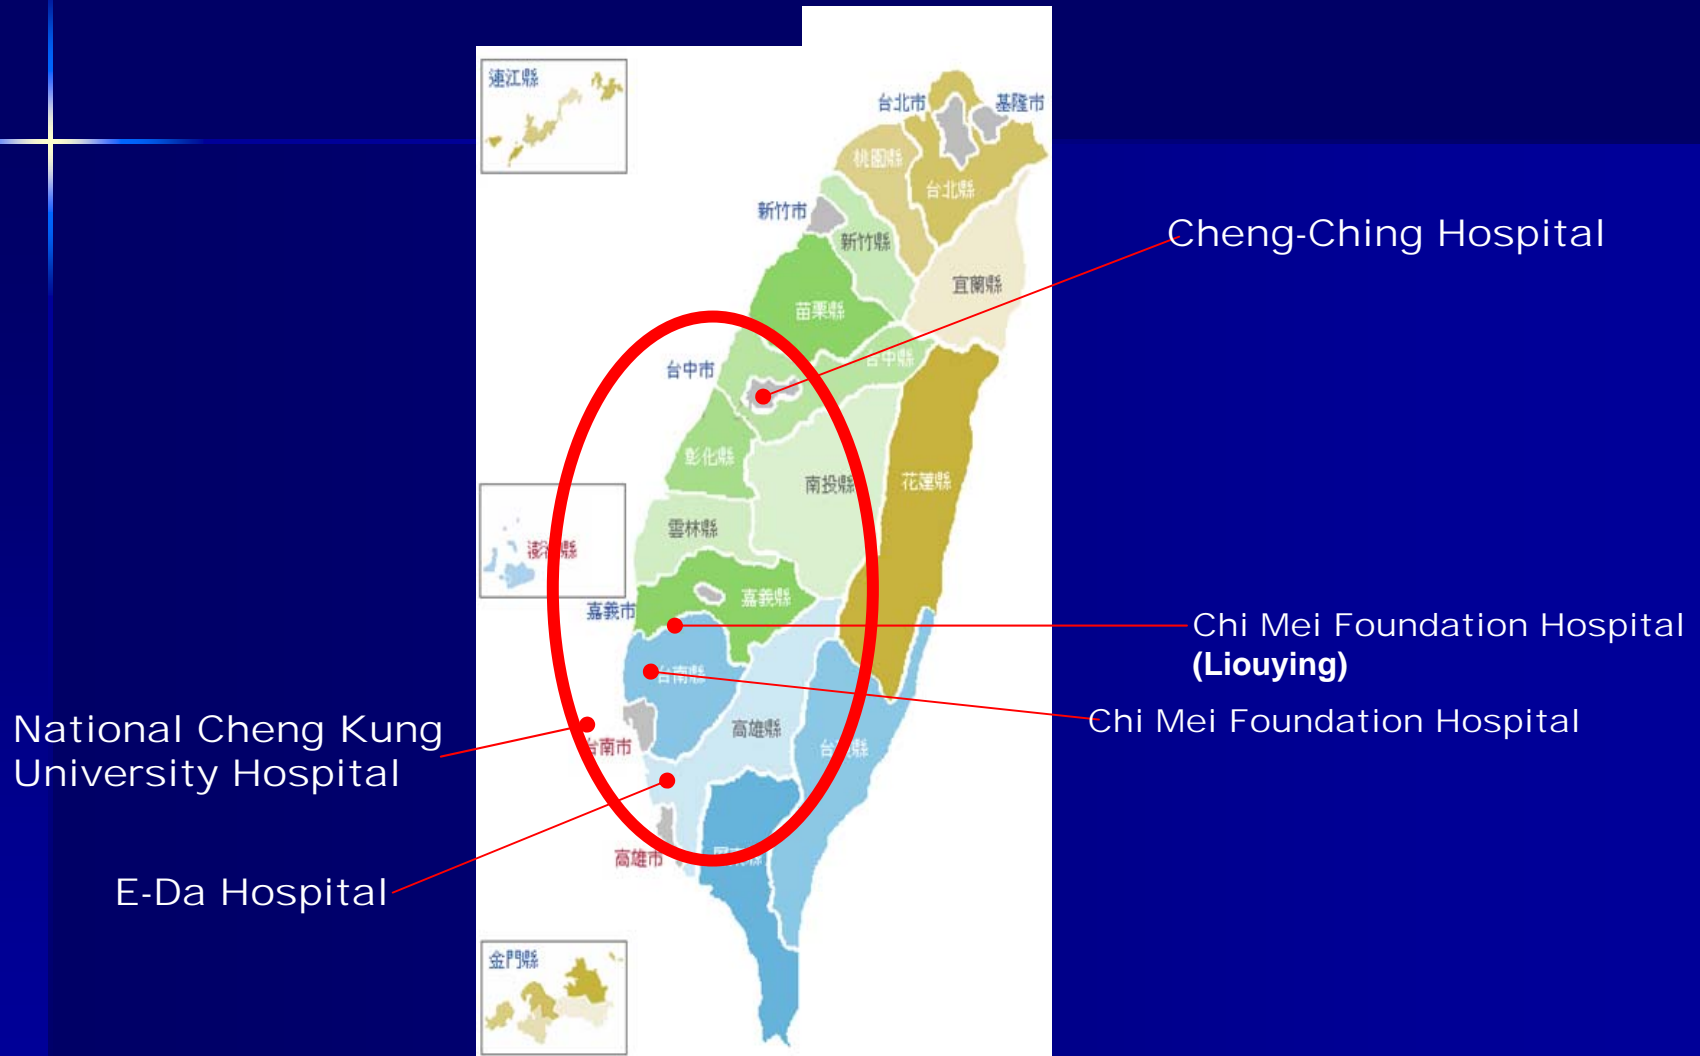 連江縣
台北市
基隆市
桃園縣
台北縣
新竹市
新竹縣
宜蘭縣
Cheng-Ching Hospital
苗栗縣
台中市
台中縣
彰化縣
南投縣
花蓮縣
雲林縣
嘉義市
嘉義縣
Chi Mei Foundation Hospital
(Liouying)
台南縣
Chi Mei Foundation Hospital
National Cheng Kung
University Hospital
台南市
高雄縣
高雄市
E-Da Hospital
金門縣